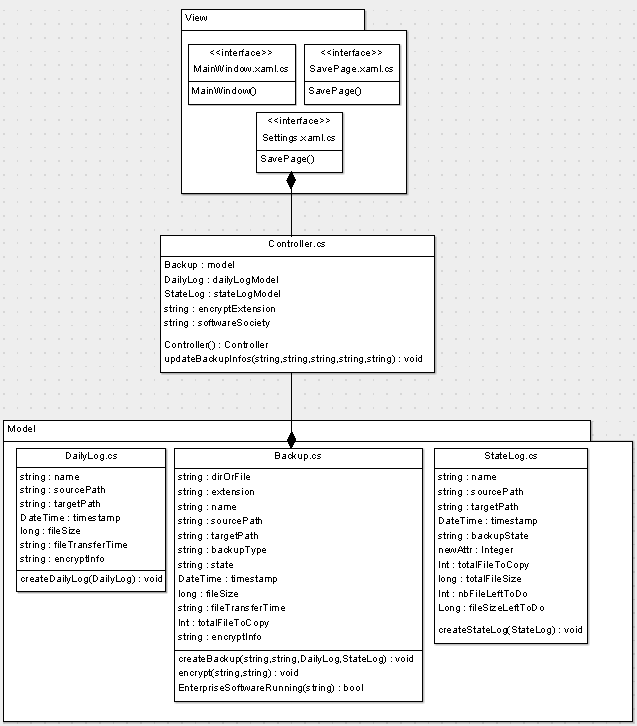 View
<<interface>>
MainWindow.xaml.cs
MainWindow()
<<interface>>
SavePage.xaml.cs
SavePage()
<<interface>>
Settings.xaml.cs
SavePage()
Controller.cs
Backup : model
DailyLog : dailyLogModel
StateLog : stateLogModel
string : encryptExtension
string : softwareSociety
Controller() : Controller
updateBackupInfos(string,string,string,string,string) : void
Model
DailyLog.cs
string : name
string : sourcePath
string : targetPath
DateTime : timestamp
long : fileSize
string : fileTransferTime
string : encryptInfo
createDailyLog(DailyLog) : void
Backup.cs
string : dirOrFile
string : extension
string : name
string : sourcePath
string : targetPath
string : backupType
string : state
DateTime : timestamp
long : fileSize
string : fileTransferTime
Int : totalFileToCopy
string : encryptInfo
createBackup(string,string,DailyLog,StateLog) : void
encrypt(string,string) : void
EnterpriseSoftwareRunning(string) : bool
StateLog.cs
string : name
string : sourcePath
string : targetPath
DateTime : timestamp
string : backupState
newAttr : Integer
Int : totalFileToCopy
long : totalFileSize
Int : nbFileLeftToDo
Long : fileSizeLeftToDo
createStateLog(StateLog) : void